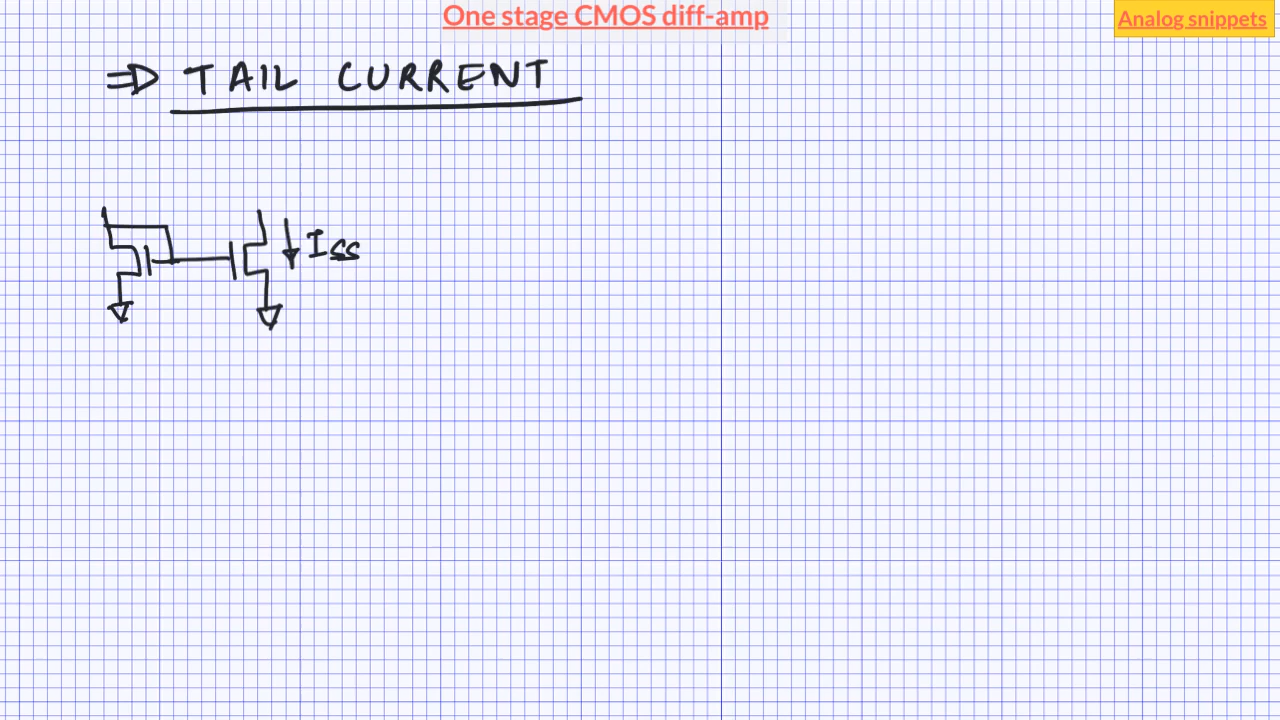 One stage CMOS diff-amp
Analog snippets
⇒ TAIL CURRENT
Iss